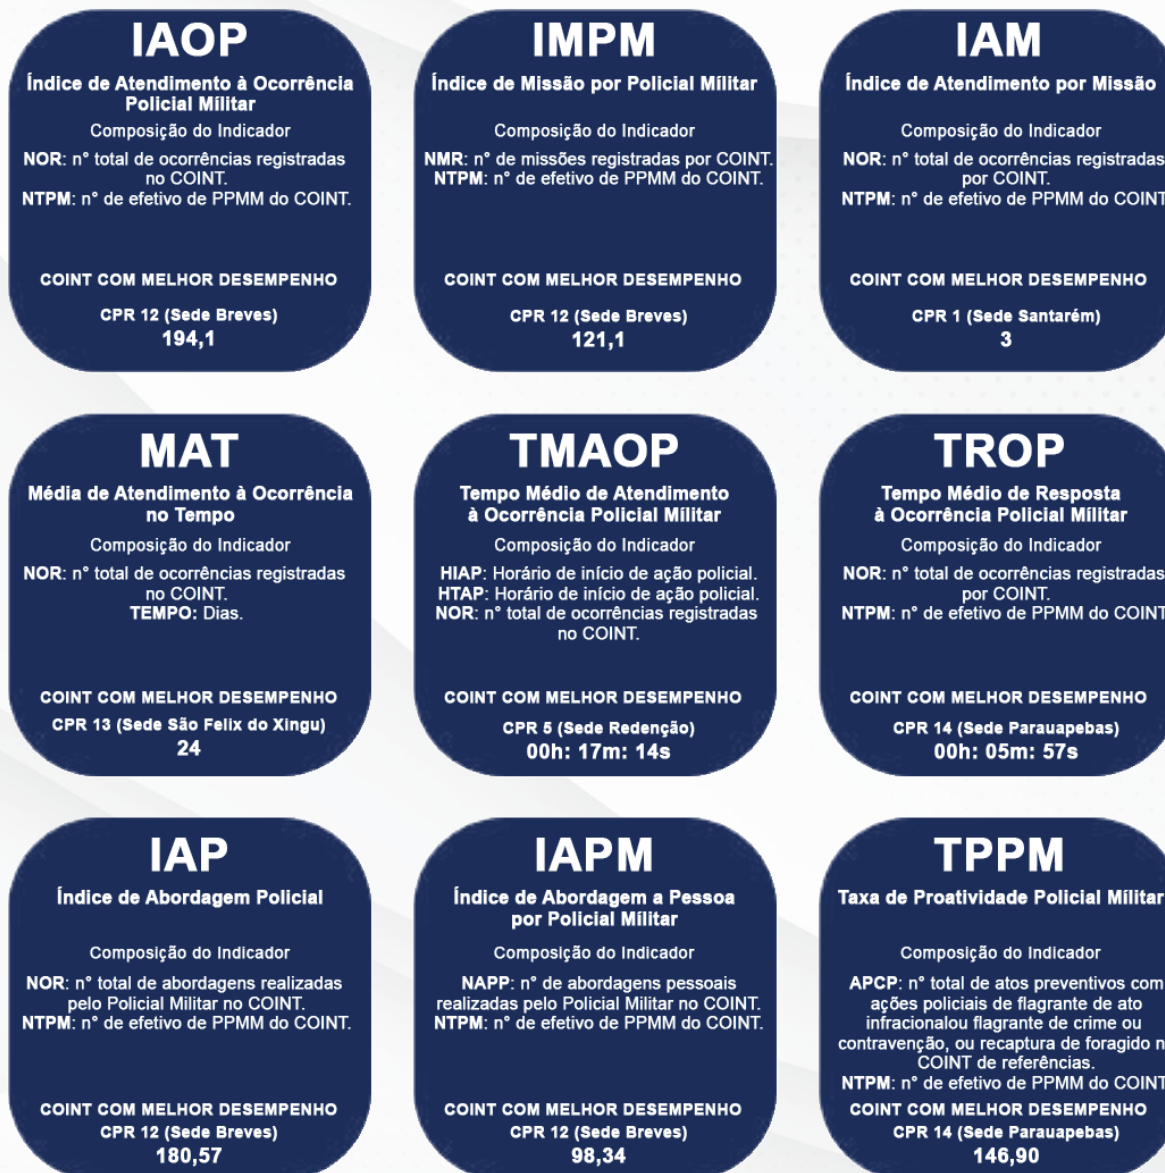 IAOP
Índice de Atendimento à Ocorrência
Policial Mílitar
Composição do Indicador
NOR: n° total de ocorrências registradas
no COINT.
NTPM: n° de efetivo de PPMM do COINT.
COINT COM MELHOR DESEMPENHO
CPR 12 (Sede Breves)
194,1
IMPM
Índice de Missão por Policial Mílitar
Composição do Indicador
NMR: n° de missões registradas por COINT.
NTPM: n° de efetivo de PPMM do COINT.
COINT COM MELHOR DESEMPENHO
CPR 12 (Sede Breves)
121,1
IAM
Índice de Atendimento por Missão
Composição do Indicador
NOR: n° total de ocorrências registradas
por COINT.
NTPM: n° de efetivo de PPMM do COINT
COINT COM MELHOR DESEMPENHO
CPR 1 (Sede Santarém)
3
MAT
Média de Atendimento à Ocorrência
no Tempo
Composição do Indicador
NOR: n° total de ocorrências registradas
no COINT.
TEMPO: Dias.
COINT COM MELHOR DESEMPENHO
CPR 13 (Sede São Felix do Xingu)
24
TMAOP
Tempo Médio de Atendimento
à Ocorrência Policial Mílitar
Composição do Indicador
HIAP: Horário de início de ação policial.
HTAP: Horário de início de ação policial.
NOR: n° total de ocorrências registradas
no COINT.
COINT COM MELHOR DESEMPENHO
CPR 5 (Sede Redenção)
00h: 17m: 14s
TROP
Tempo Médio de Resposta
à Ocorrência Policial Mílitar
Composição do Indicador
NOR: n° total de ocorrências registradas
por COINT.
NTPM: n° de efetivo de PPMM do COINT
COINT COM MELHOR DESEMPENHO
CPR 14 (Sede Parauapebas)
00h: 05m: 57s
IAP
Índice de Abordagem Policial
Composição do Indicador
NOR: n° total de abordagens realizadas
pelo Policial Militar no COINT.
NTPM: n° de efetivo de PPMM do COINT.
COINT COM MELHOR DESEMPENHO
CPR 12 (Sede Breves)
180,57
IAPM
Índice de Abordagem a Pessoa
por Policial Mílitar
Composição do Indicador
NAPP: n° de abordagens pessoais
realizadas pelo Policial Militar no COINT.
NTPM: n° de efetivo de PPMM do COINT.
COINT COM MELHOR DESEMPENHO
CPR 12 (Sede Breves)
98,34
TPPM
Taxa de Proatividade Policial Mílitar
Composição do Indicador
APCP: n° total de atos preventivos com
ações policiais de flagrante de ato
infracionalou flagrante de crime ou
contravenção, ou recaptura de foragido n
COINT de referências.
NTPM: n° de efetivo de PPMM do COINT
COINT COM MELHOR DESEMPENHO
CPR 14 (Sede Parauapebas)
146,90